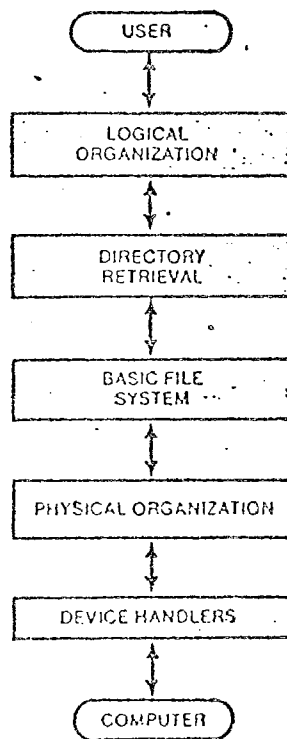 USER
LOGICAL
ORGANIZATION
DIRECTORY
RETRIEVAL
BASIC FILE
SYSTEM
PHYSICAL ORGANIZATION
DEVICE HANDLERS
COMPUTER